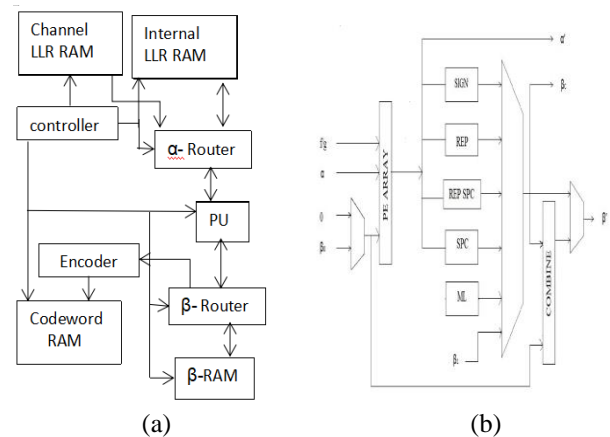 Channel
LLR RAM
Internal
LLR RAM
controller
α- Router
PU
Encoder
β- Router
Codeword
RAM
β-RAM
(a)
α'
SIGN
βc
REP
f/g
PE ARRAY
α
REP SPC
0
β'
SPC
COMBINE
ML
(b)